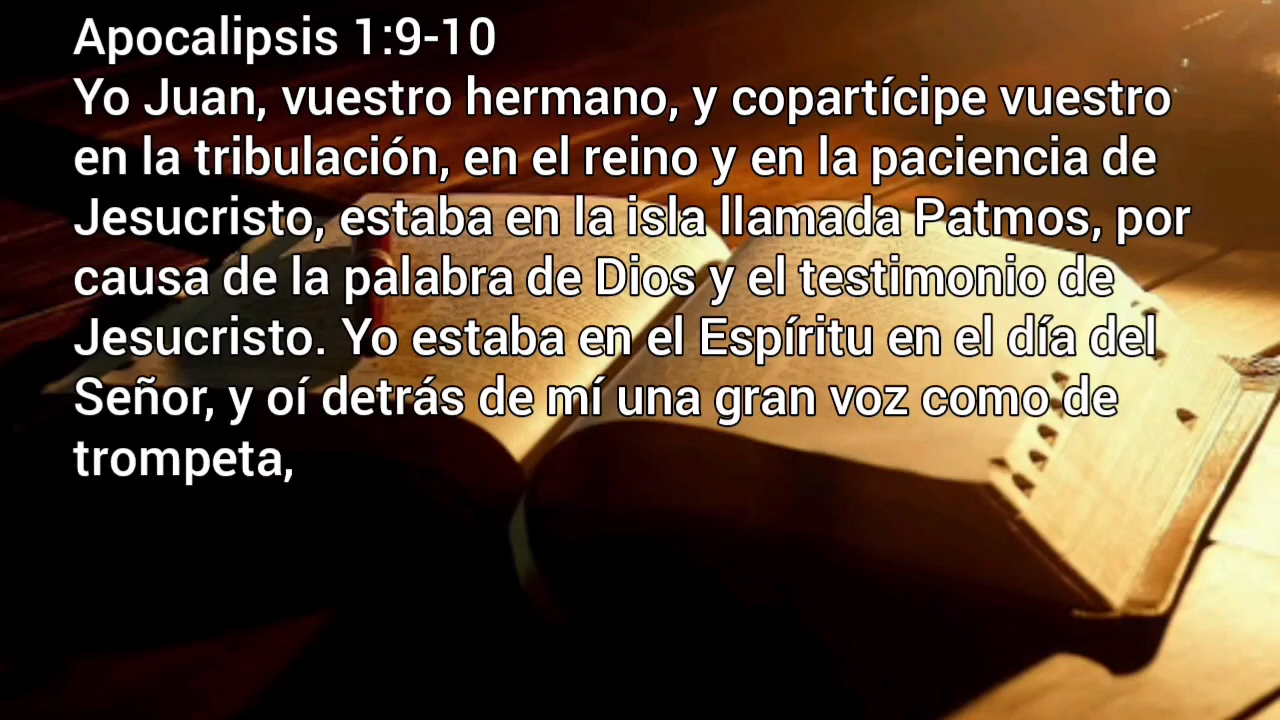 Apocalipsis 1:9-10
Yo Juan, vuestro hermano, y copartícipe vuestro
en la tribulación, en el reino y en la paciencia de
Jesucristo, estaba en la isla llamada Patmos, por
causa de la palabra de Dios y el testimonio de
Jesucristo. Yo estaba en el Espíritu en el día del
Señor, y oí detrás de mí una gran voz como de
trompeta,